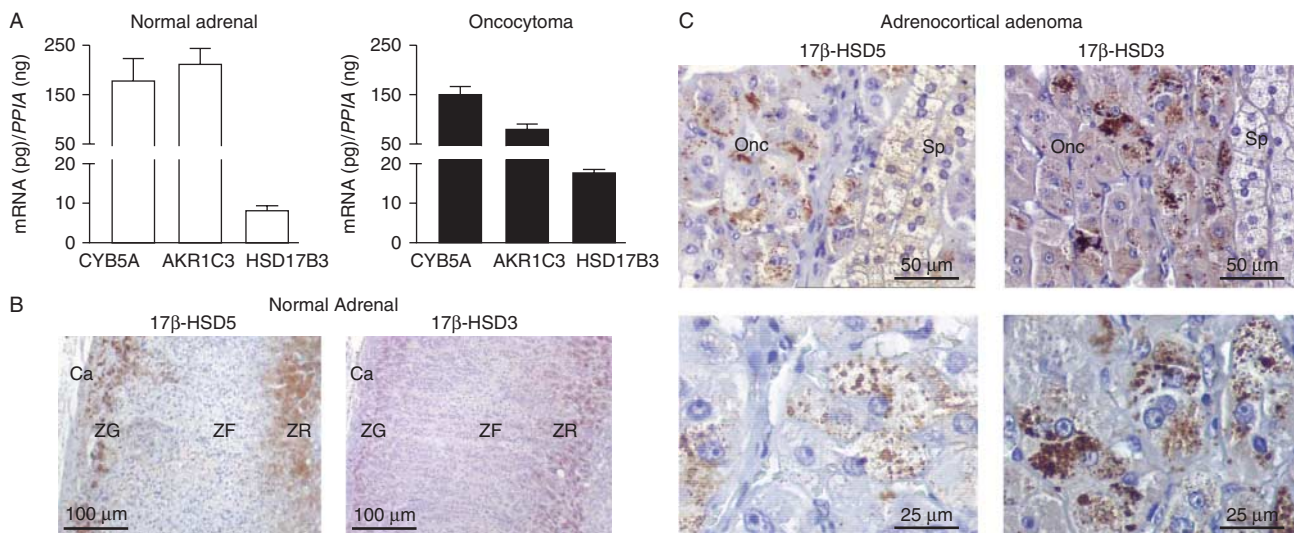 A
Normal adrenal
Oncocytoma
mRNA (pg)/PPIA (ng)
250
150
50
20
10
0
CYB5A AKR1C3 HSD17B3
mRNA (pg)/PPIA (ng)
250
150
50
20
10
0
CYB5A AKR1C3 HSD17B3
B
Normal Adrenal
17β-HSD5
17β-HSD3
Ca
ZG
ZF
ZR
100 μm
Ca
ZG
ZF
ZR
100 μm
C
Adrenocortical adenoma
17β-HSD5
17β-HSD3
Onc
Sp
50 μm
Onc
Sp
50 μm
25 μm
25 μm